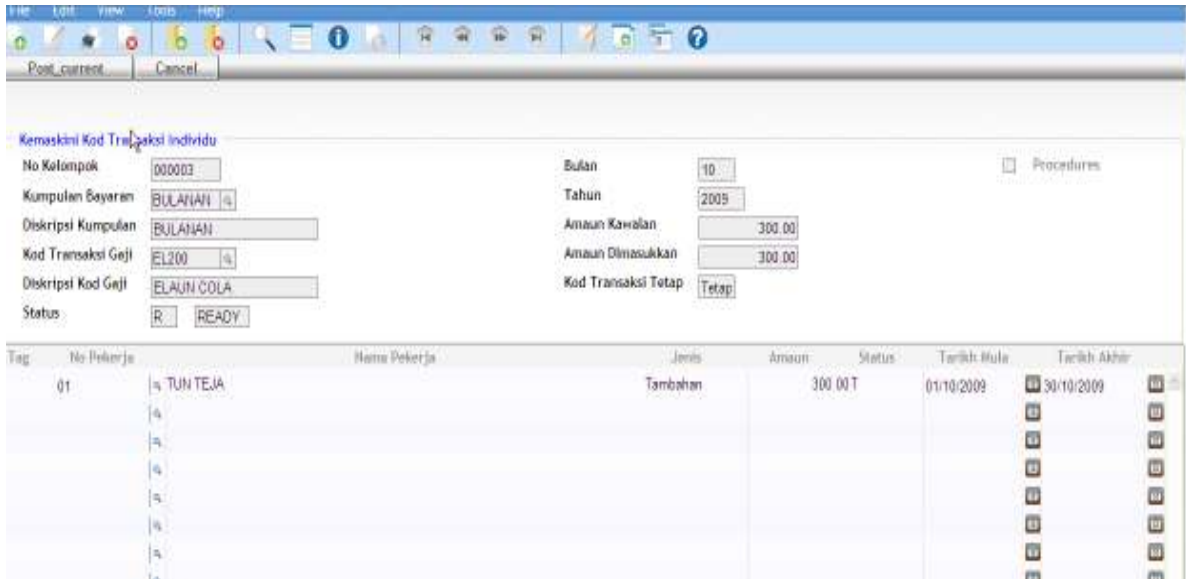 File Edit View Tools Help
Post_current Cancel
Kemaskini Kod Transaksi Individu
No Kelompok 000003 Bulan 10 Procedures
Kumpulan Bayaran BULANAN Tahun 2009
Diskripsi Kumpulan BULANAN Amaun Kawalan 300.00
Kod Transaksi Gaji EL200 Amaun Dimasukkan 300.00
Diskripsi Kod Gaji ELAUN COLA Kod Transaksi Tetap Tetap
Status R READY
Tag No Pekerja Nama Pekerja Jenis Amaun Status Tarikh Mula Tarikh Akhir
01 TUN TEJA Tambahan 300.00 T 01/10/2009 30/10/2009